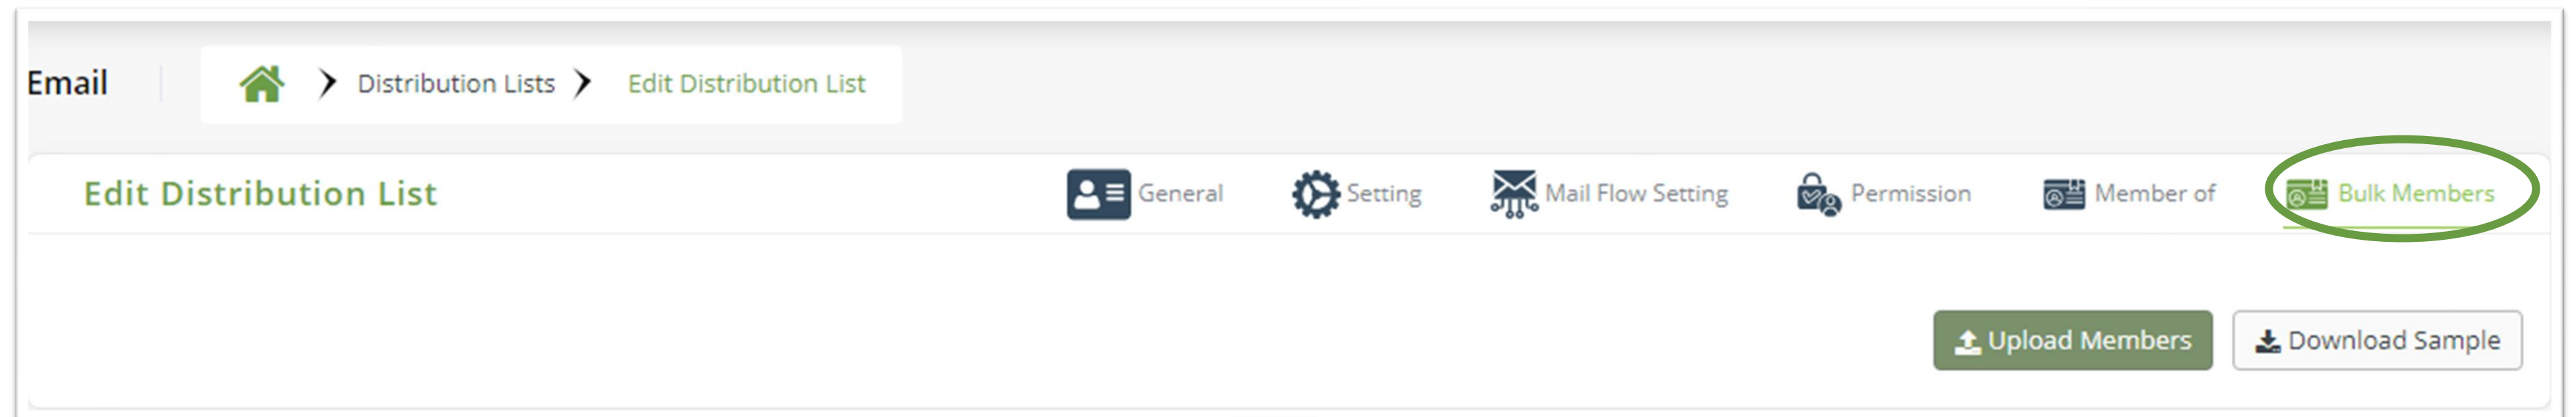 Email
Distribution Lists
Edit Distribution List
Edit Distribution List
General
Setting
Mail Flow Setting
Permission
Member of
Bulk Members
Upload Members
Download Sample